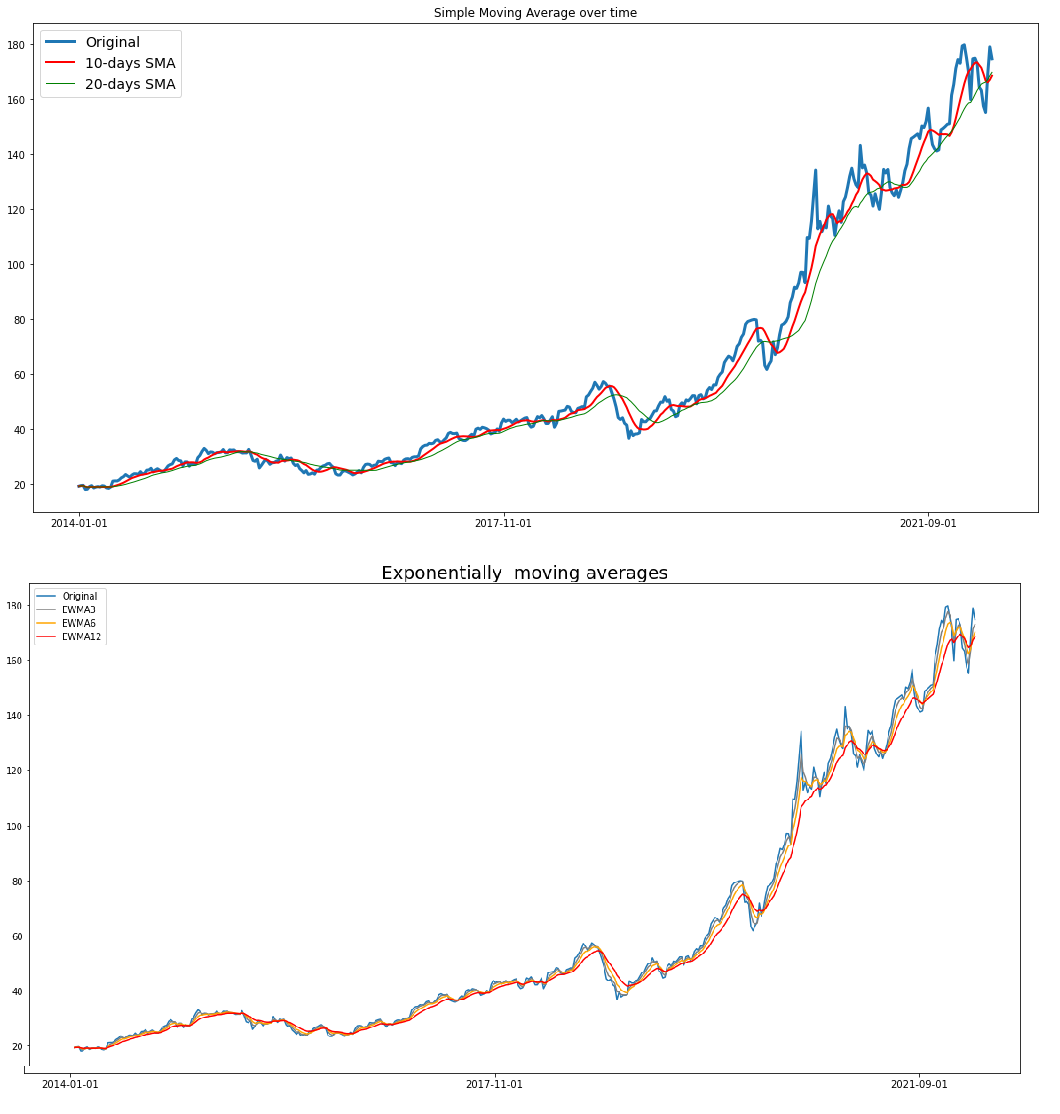 Simple Moving Average over time
Original
10-days SMA
20-days SMA
180
160
140
120
100
80
60
40
20
2014-01-01
2017-11-01
2021-09-01
Exponentially moving averages
Original
EWMA3
EWMA6
EWMA12
180
160
140
120
100
80
60
40
20
2014-01-01
2017-11-01
2021-09-01